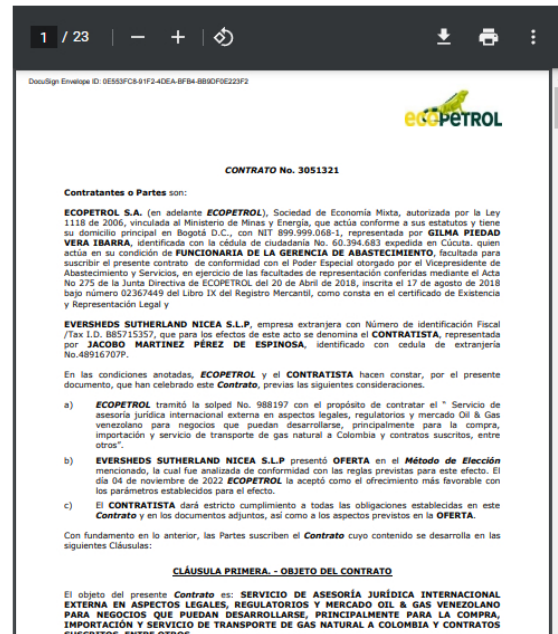 1 / 23
DocuSign Envelope ID: 0E553FC8-91F2-4DEA-BFB4-BB9DF0E223F2
ecopetrol
CONTRATO No. 3051321
Contratantes o Partes son:
ECOPETROL S.A. (en adelante ECOPETROL), Sociedad de Economía Mixta, autorizada por la Ley
1118 de 2006, vinculada al Ministerio de Minas y Energía, que actúa conforme a sus estatutos y tiene
su domicilio principal en Bogotá D.C., con NIT 899.999.068-1, representada por GILMA PIEDAD
VERA IBARRA, identificada con la cédula de ciudadanía No. 60.394.683 expedida en Cúcuta. quien
actúa en su condición de FUNCIONARIA DE LA GERENCIA DE ABASTECIMIENTO, facultada para
suscribir el presente contrato de conformidad con el Poder Especial otorgado por el Vicepresidente de
Abastecimiento y Servicios, en ejercicio de las facultades de representación conferidas mediante el Acta
No 275 de la Junta Directiva de ECOPETROL del 20 de Abril de 2018, inscrita el 17 de agosto de 2018
bajo número 02367449 del Libro IX del Registro Mercantil, como consta en el certificado de Existencia
y Representación Legal y
EVERSHEDS SUTHERLAND NICEA S.L.P, empresa extranjera con Número de identificación Fiscal
/Tax I.D. B85715357, que para los efectos de este acto se denomina el CONTRATISTA, representada
por JACOBO MARTINEZ PÉREZ DE ESPINOSA, identificado con cedula de extranjería
No.48916707P.
En las condiciones anotadas, ECOPETROL y el CONTRATISTA hacen constar, por el presente
documento, que han celebrado este Contrato, previas las siguientes consideraciones.
a) ECOPETROL tramitó la solped No. 988197 con el propósito de contratar el " Servicio de
asesoría jurídica internacional externa en aspectos legales, regulatorios y mercado Oil & Gas
venezolano para negocios que puedan desarrollarse, principalmente para la compra,
importación y servicio de transporte de gas natural a Colombia y contratos suscritos, entre
otros".
b) EVERSHEDS SUTHERLAND NICEA S.L.P presentó OFERTA en el Método de Elección
mencionado, la cual fue analizada de conformidad con las reglas previstas para este efecto. El
día 04 de noviembre de 2022 ECOPETROL la aceptó como el ofrecimiento más favorable con
los parámetros establecidos para el efecto.
c) El CONTRATISTA dará estricto cumplimiento a todas las obligaciones establecidas en este
Contrato y en los documentos adjuntos, así como a los aspectos previstos en la OFERTA.
Con fundamento en lo anterior, las Partes suscriben el Contrato cuyo contenido se desarrolla en las
siguientes Cláusulas:
CLÁUSULA PRIMERA. - OBJETO DEL CONTRATO
El objeto del presente Contrato es: SERVICIO DE ASESORÍA JURÍDICA INTERNACIONAL
EXTERNA EN ASPECTOS LEGALES, REGULATORIOS Y MERCADO OIL & GAS VENEZOLANO
PARA NEGOCIOS QUE PUEDAN DESARROLLARSE, PRINCIPALMENTE PARA LA COMPRA,
IMPORTACIÓN Y SERVICIO DE TRANSPORTE DE GAS NATURAL A COLOMBIA Y CONTRATOS
SUSCRITOS, ENTRE OTROS